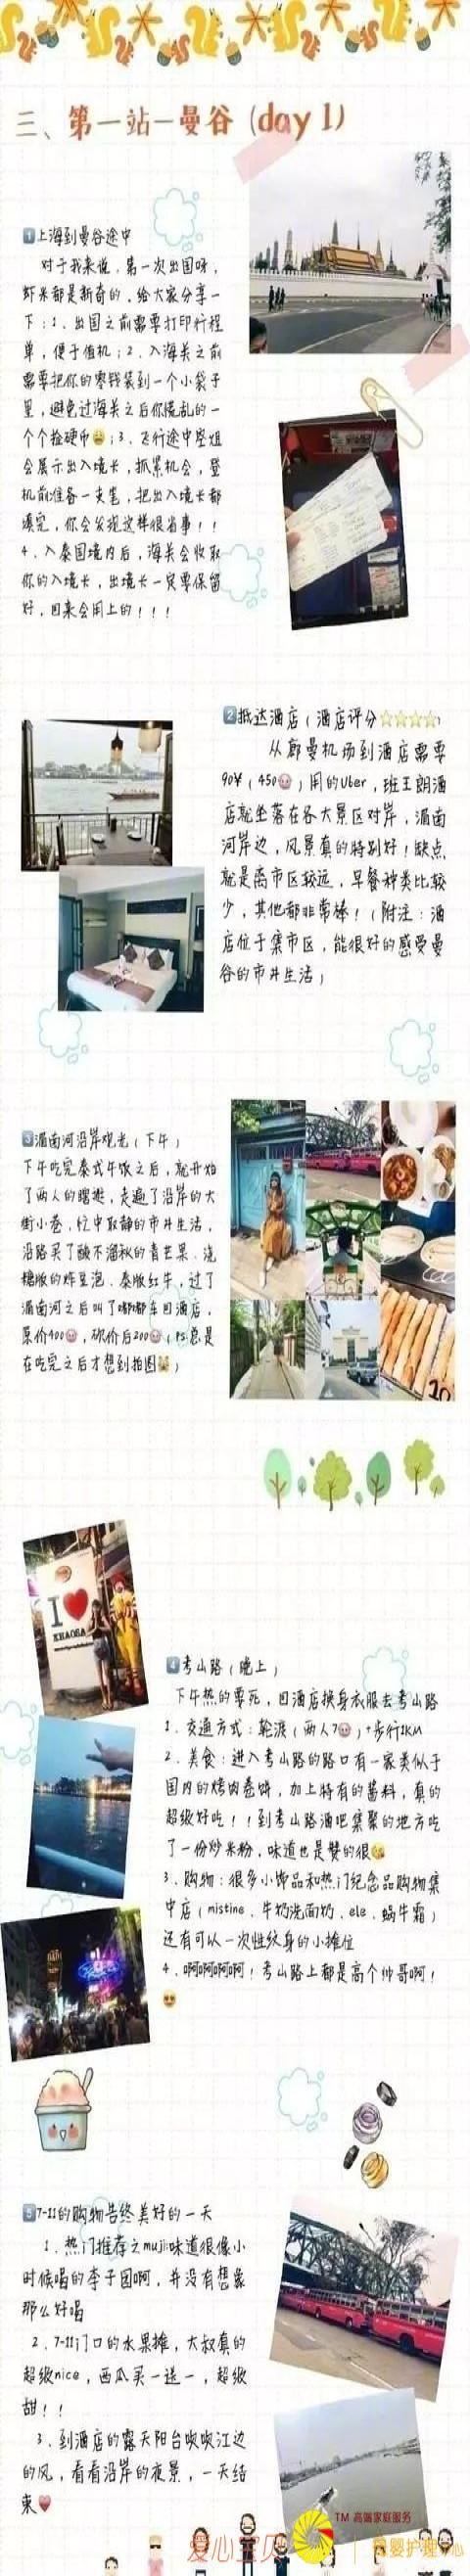 三、第一站—曼谷(day 1)
1上海到曼谷途中
对于我来说，第一次出国呀，
虾米都是新奇的，给大家分享一
下：1、出国之前需要打印行程
单，便于值机；2、入海关之前
需要把你的零钱装到一个小袋子
里，避免过海关之后你慌乱的一
个个捡硬币😩；3、飞行途中空姐
会展示出入境卡，抓紧机会，登
机前准备一支笔，把出入境卡都
填完，你会发现这样很省事！！
4、入泰国境内后，海关会收取
你的入境卡，出境卡一定要保留
好，回来会用上的！！！
2抵达酒店（酒店评分⭐⭐⭐⭐）
从廊曼机场到酒店需要
90¥（450）用的Uber，班王朗酒
店就坐落在各大景区对岸，湄南
河岸边，风景真的特别好！缺点
就是离市区较远，早餐种类比较
少，其他都非常棒！（附注：酒
店位于集市区，能很好的感受曼
谷的市井生活）
3湄南河沿岸观光（下午）
下午吃完泰式午饭之后，就开始
了两人的瞎逛，走遍了沿岸的大
街小巷，忙中取静的市井生活，
沿路买了酸不溜秋的青芒果、浇
糖版的炸豆泡、泰版红牛，过了
湄南河之后叫了嘟嘟车回酒店，
原价400，砍价后200（ps:总是
在吃完之后才想到拍图）
10
I ❤
KHAOSA
4考山路（晚上）
下午热的要死，回酒店换身衣服去考山路
1、交通方式：轮渡（两人7）+步行1KM
2、美食：进入考山路的路口有一家类似于
国内的烤肉卷饼，加上特有的酱料，真的
超级好吃！！到考山路酒吧集聚的地方吃
了一份炒米粉，味道也是赞的很😘
3、购物：很多小饰品和热门纪念品购物集
中店（mistine、牛奶洗面奶、ele、蜗牛霜）
还有可以一次性纹身的小摊位
4、啊啊啊啊啊！考山路上都是高个帅哥啊！
😍
5 7-11的购物告终美好的一天
1、热门推荐之muji:味道很像小
时候喝的李子园啊，并没有想象
那么好喝
2、7-11门口的水果摊，大叔真的
超级nice，西瓜买一送一，超级
甜！！
3、到酒店的露天阳台吹吹江边
的风，看看沿岸的夜景，一天结
束❤
爱心宝贝
TM 高端家庭服务
母婴护理中心